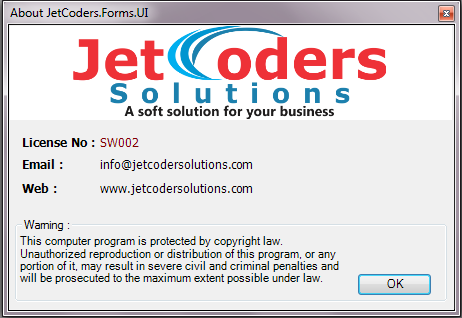 About JetCoders.Forms.UI
JetCoders
Solutions
A soft solution for your business
License No : SW002
Email : info@jetcodersolutions.com
Web : www.jetcodersolutions.com
Warning :
This computer program is protected by copyright law.
Unauthorized reproduction or distribution of this program, or any
portion of it, may result in severe civil and criminal penalties and
will be prosecuted to the maximum extent possible under law.
OK